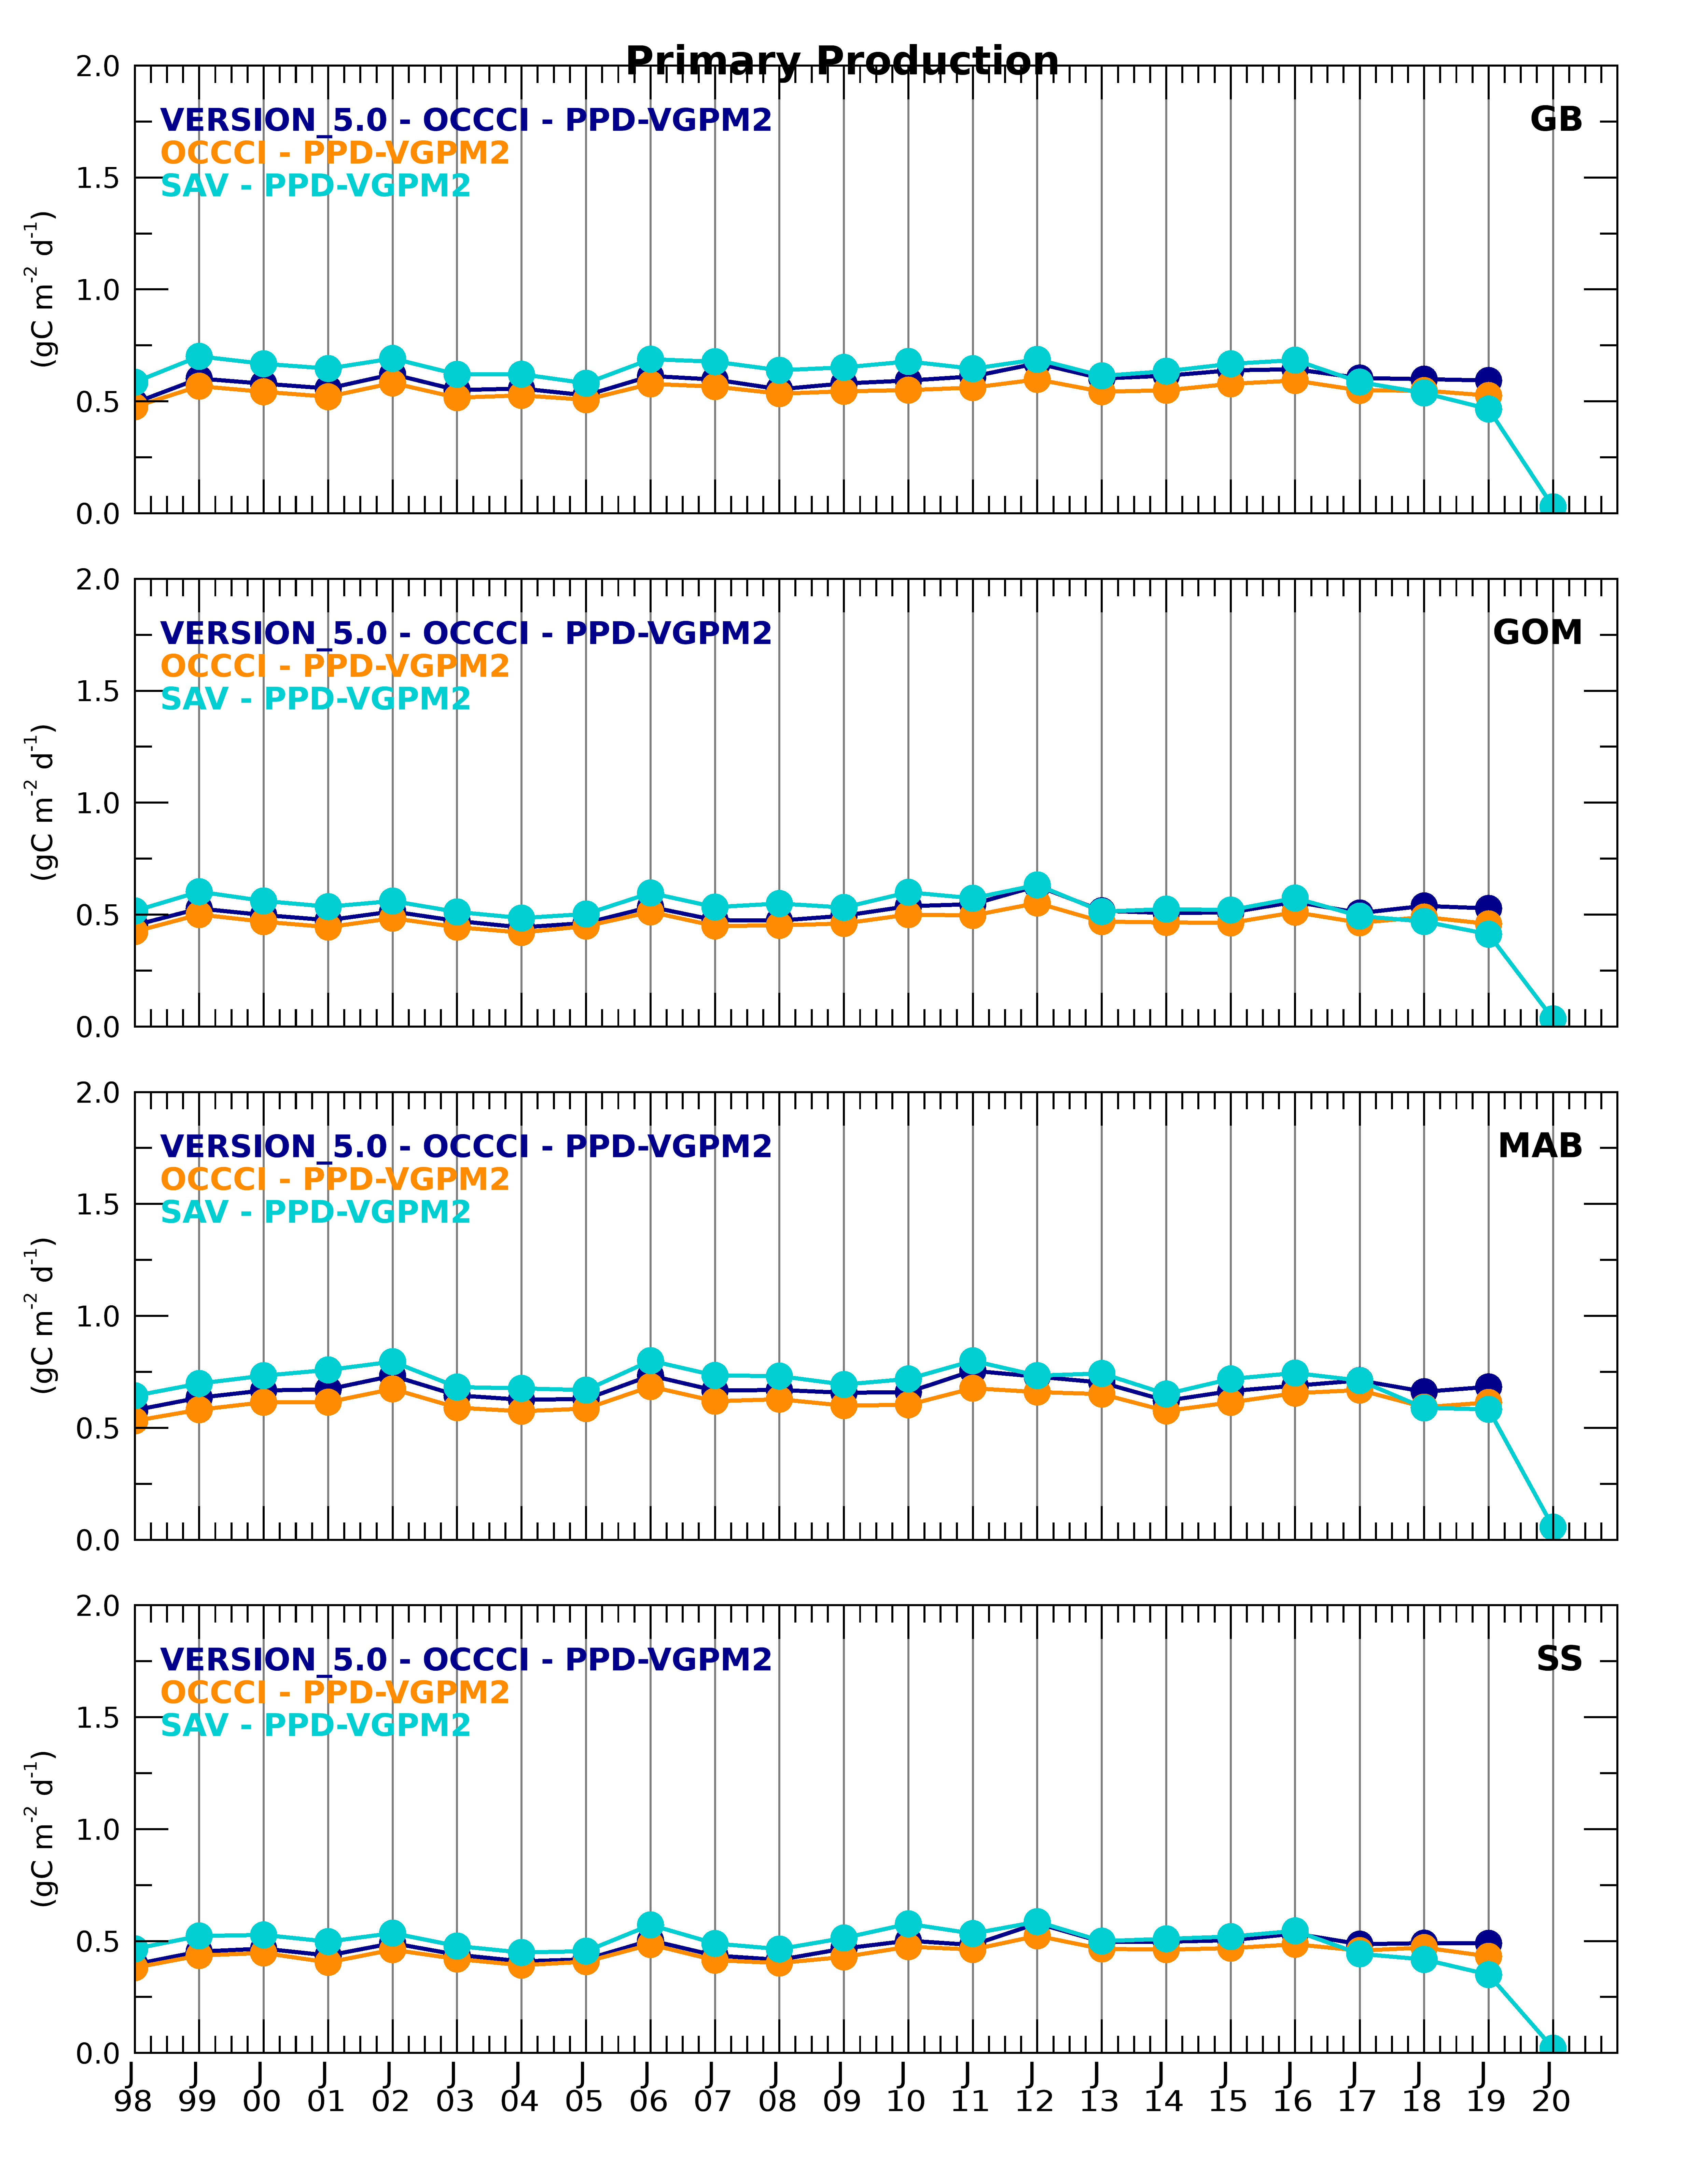 Primary Production
2.0
VERSION_5.0 - OCCCI - PPD-VGPM2
GB
OCCCI - PPD-VGPM2
SAV - PPD-VGPM2
1.5
(gC m-2 d-1)
1.0
0.5
0.0
2.0
VERSION_5.0 - OCCCI - PPD-VGPM2
GOM
OCCCI - PPD-VGPM2
SAV - PPD-VGPM2
1.5
(gC m-2 d-1)
1.0
0.5
0.0
2.0
VERSION_5.0 - OCCCI - PPD-VGPM2
MAB
OCCCI - PPD-VGPM2
SAV - PPD-VGPM2
1.5
(gC m-2 d-1)
1.0
0.5
0.0
2.0
VERSION_5.0 - OCCCI - PPD-VGPM2
SS
OCCCI - PPD-VGPM2
SAV - PPD-VGPM2
1.5
(gC m-2 d-1)
1.0
0.5
0.0
J J J J J J J J J J J J J J J J J J J J J J J
98 99 00 01 02 03 04 05 06 07 08 09 10 11 12 13 14 15 16 17 18 19 20